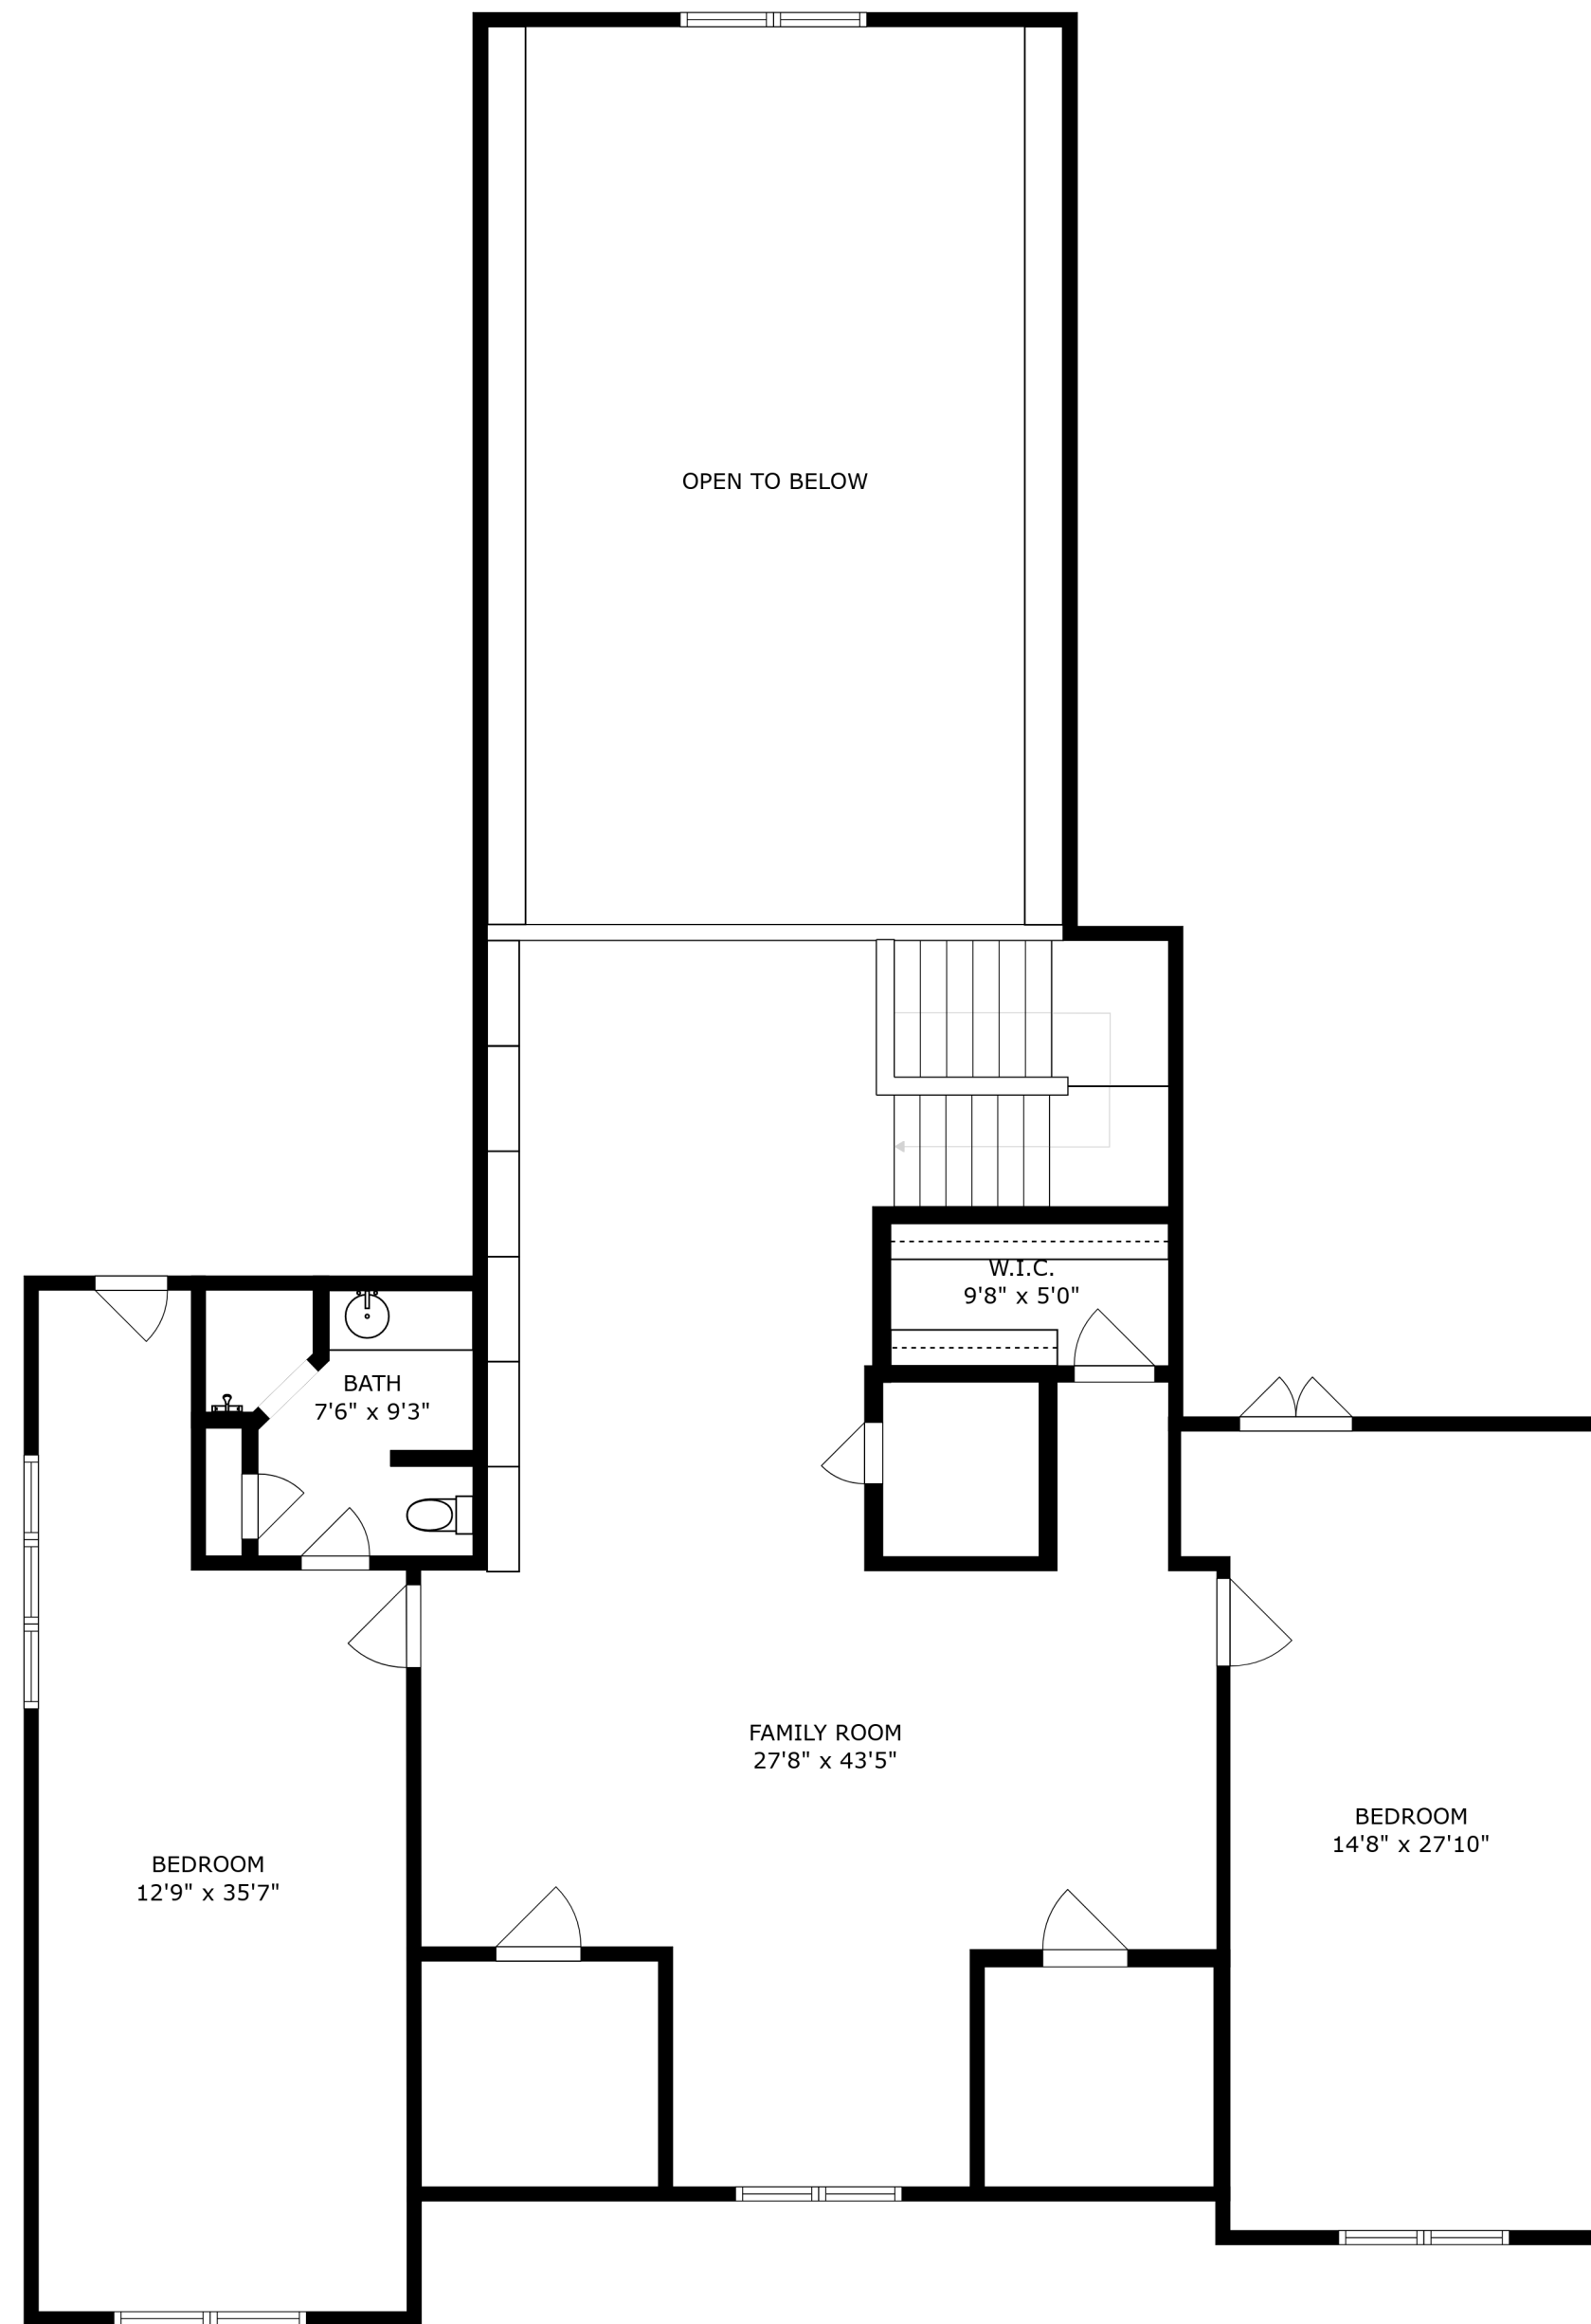 OPEN TO BELOW
W.I.C.
9'8" x 5'0"
BATH
7'6" x 9'3"
FAMILY ROOM
27'8" x 43'5"
BEDROOM
14'8" x 27'10"
BEDROOM
12'9" x 35'7"